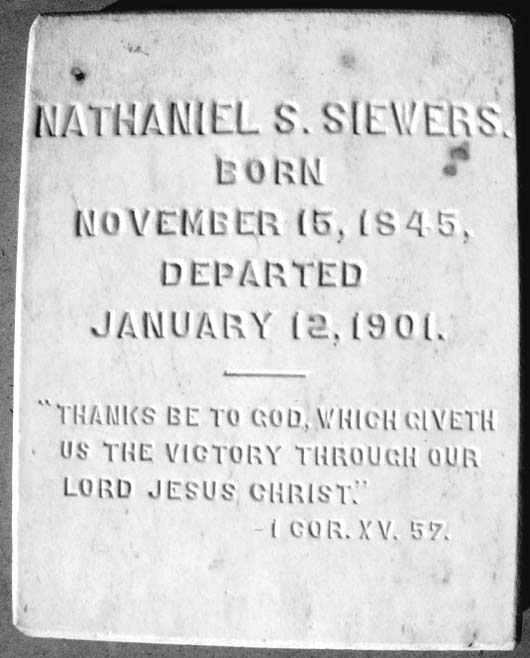 NATHANIEL S. SIEWERS.
BORN
NOVEMBER 15, 1845,
DEPARTED
JANUARY 12, 1901.
"THANKS BE TO GOD, WHICH GIVETH
US THE VICTORY THROUGH OUR
LORD JESUS CHRIST."
- 1 COR. XV. 57.